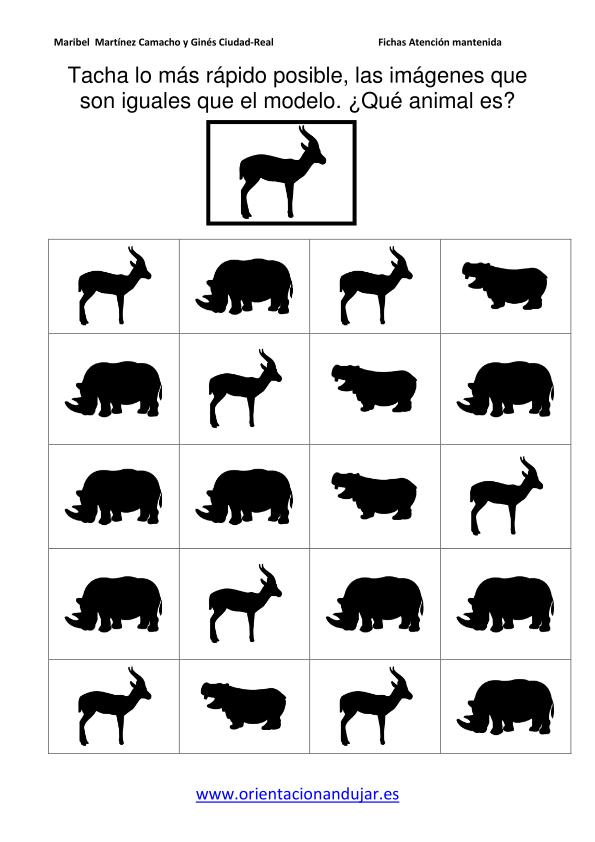 Maribel  Martínez Camacho y Ginés Ciudad-Real Fichas Atención mantenida
Tacha lo más rápido posible, las imágenes que
son iguales que el modelo. ¿Qué animal es?
www.orientacionandujar.es